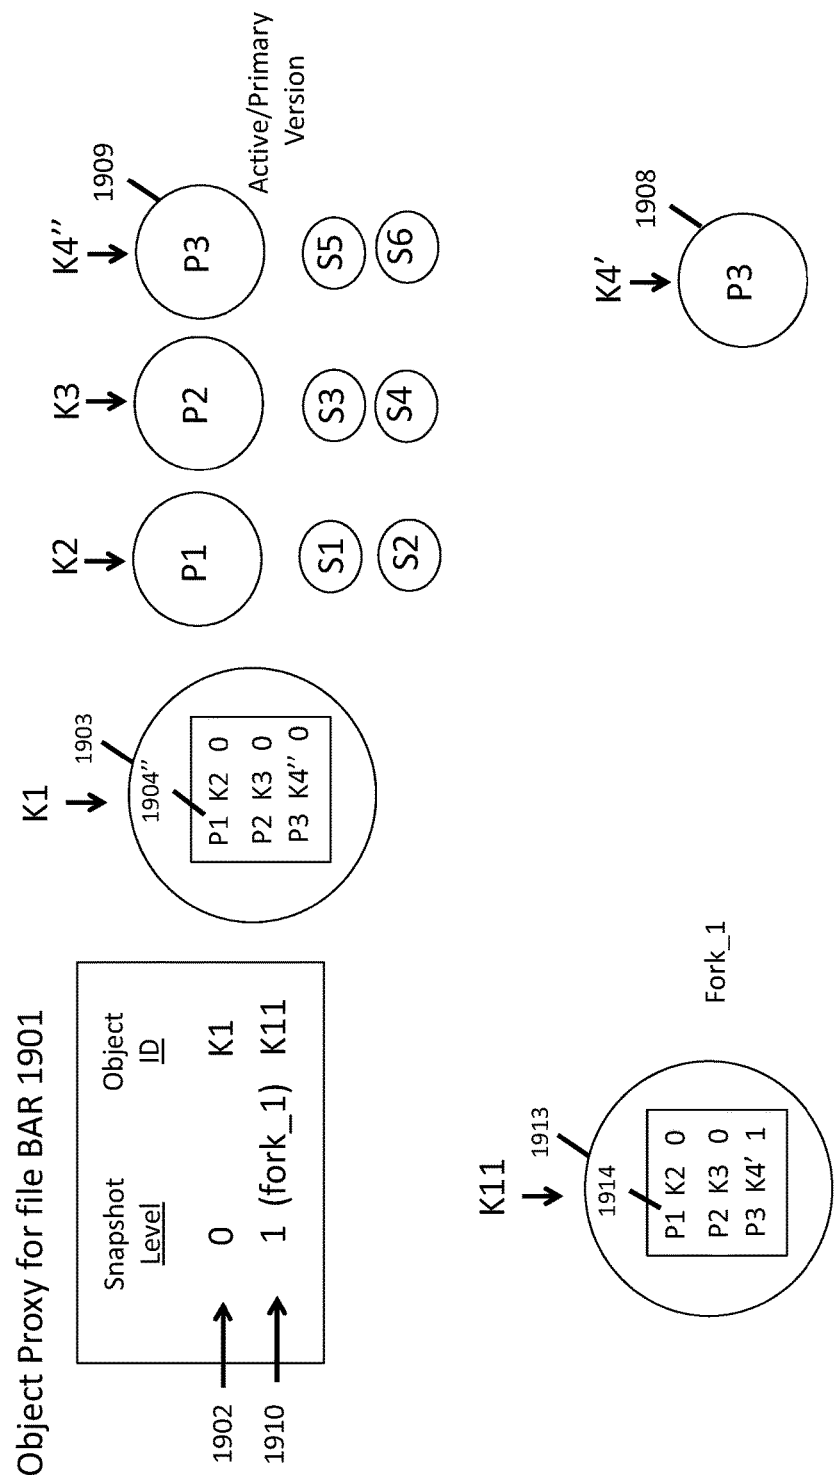 Object Proxy for file BAR 1901
Snapshot Level
Object ID
0 K1
1 (fork_1) K11
1902
1910
K1
1903
1904''
P1 K2 0
P2 K3 0
P3 K4'' 0
K2
P1
S1
S2
K3
P2
S3
S4
K4''
1909
P3
S5
S6
Active/Primary
Version
K11
1913
1914
P1 K2 0
P2 K3 0
P3 K4' 1
Fork_1
K4'
1908
P3